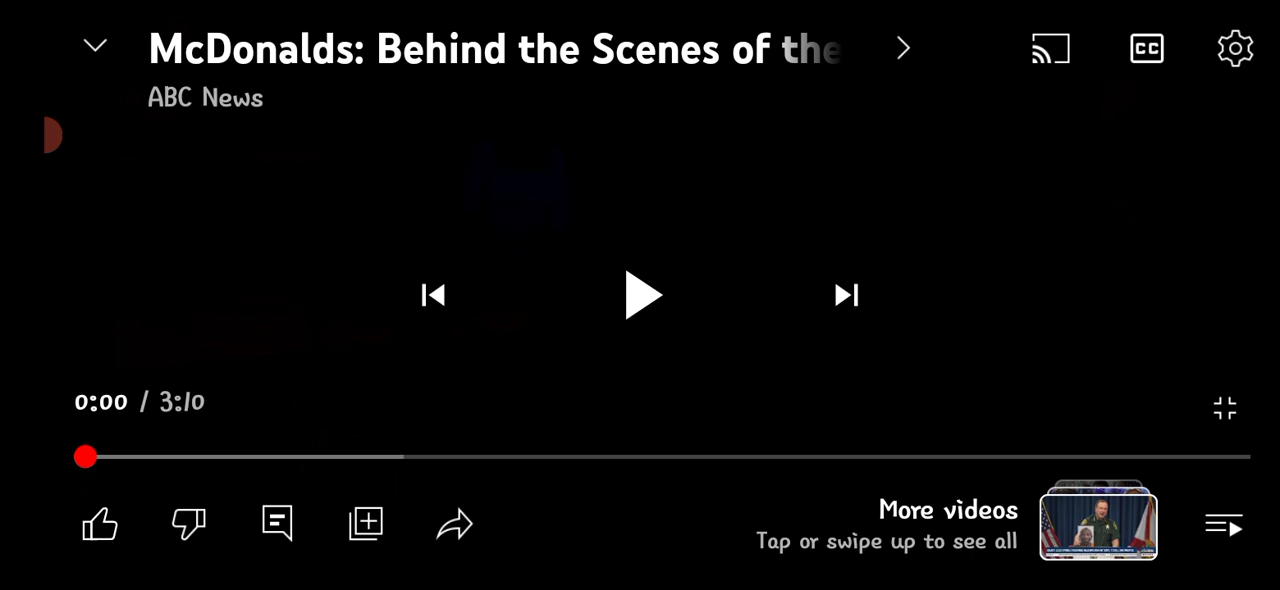 McDonalds: Behind the Scenes of the
CC
ABC News
0:00 / 3:10
More videos
Tap or swipe up to see all